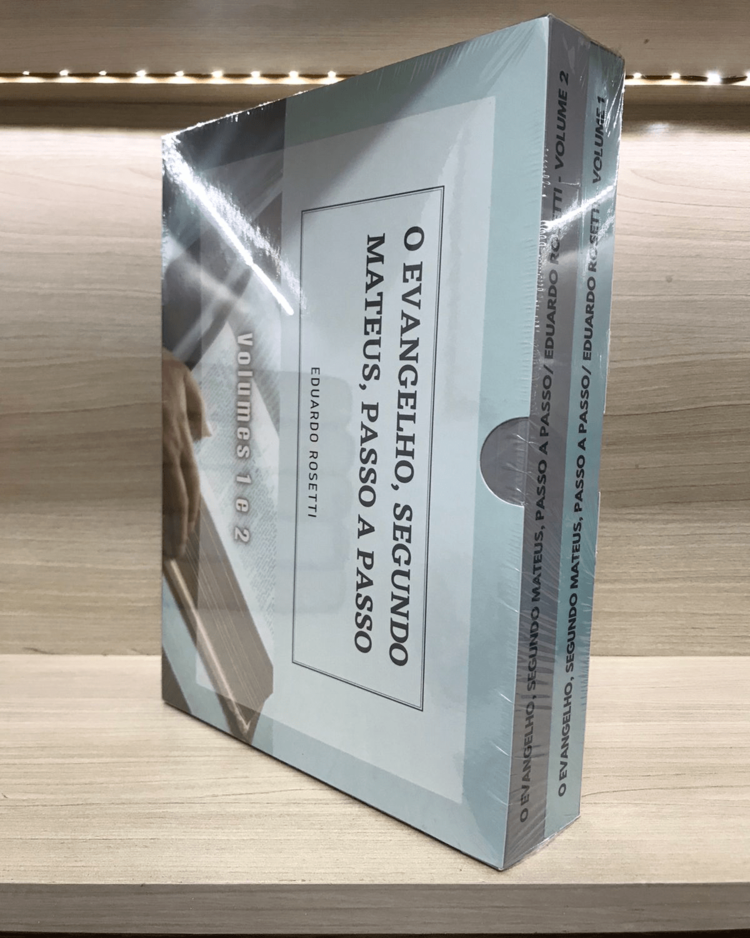 O EVANGELHO, SEGUNDO
MATEUS, PASSO A PASSO
EDUARDO ROSETTI
Volumes 1 e 2
O EVANGELHO, SEGUNDO MATEUS, PASSO A PASSO/ EDUARDO ROSETTI - VOLUME 2
O EVANGELHO, SEGUNDO MATEUS, PASSO A PASSO/ EDUARDO ROSETTI - VOLUME 1